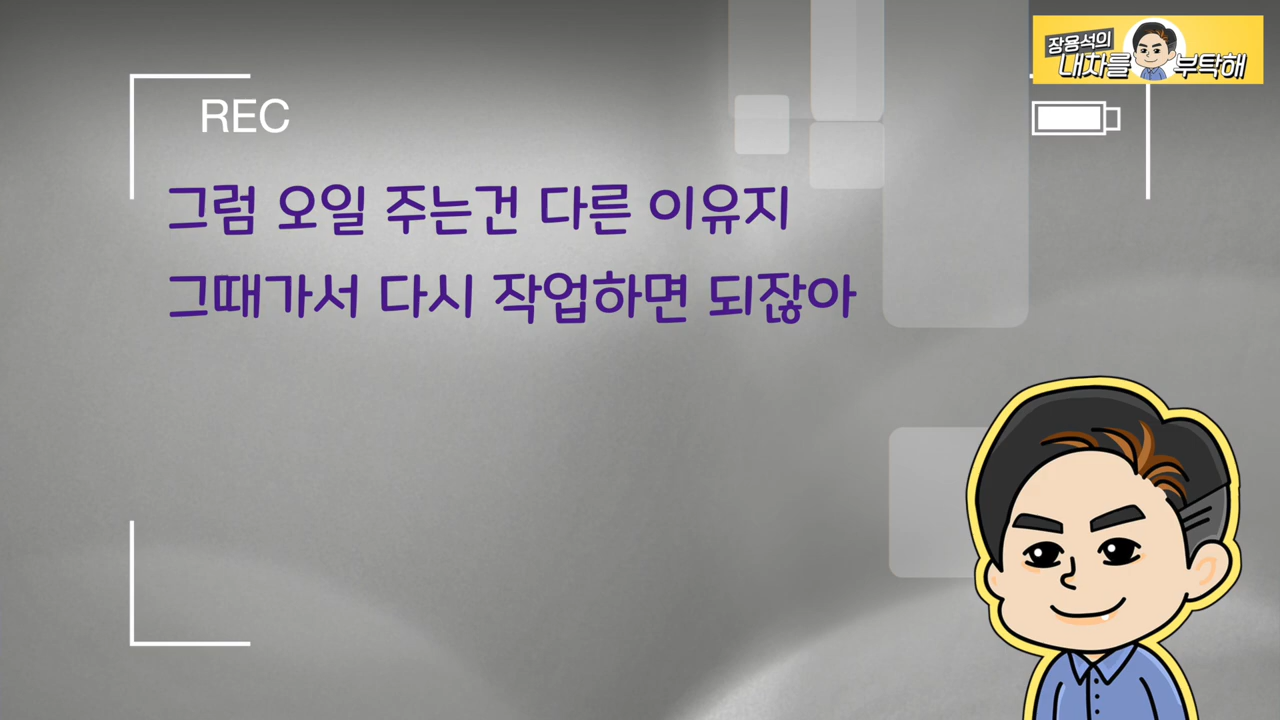 장용석의
내차를 부탁해
REC
그럼 오일 주는건 다른 이유지
그때가서 다시 작업하면 되잖아